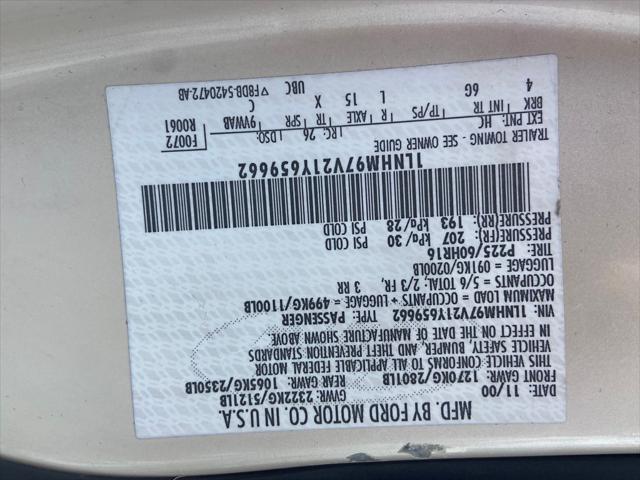 MFD. BY FORD MOTOR CO. IN U.S.A.
DATE: 11/00 GVWR: 2322KG/5121LB
FRONT GAWR: 1270KG/2801LB REAR GAWR: 1065KG/2350LB
THIS VEHICLE CONFORMS TO ALL APPLICABLE FEDERAL MOTOR
VEHICLE SAFETY, BUMPER, AND THEFT PREVENTION STANDARDS
IN EFFECT ON THE DATE OF MANUFACTURE SHOWN ABOVE
VIN: 1LNHM97V21Y659662 TYPE: PASSENGER
MAXIMUM LOAD = OCCUPANTS + LUGGAGE = 499KG/1100LB
OCCUPANTS = 5/6 TOTAL: 2/3 FR, 3 RR
LUGGAGE = 091KG/0200LB
TIRE: P225/60HR16
PRESSURE(FR): 207 kPa/30 PSI COLD
PRESSURE(RR): 193 kPa/28 PSI COLD
1LNHM97V21Y659662
TRAILER TOWING - SEE OWNER GUIDE
F0072
R0061
EXT PNT: HC RC: 26 DSO:
BRK INT TR TP/PS R AXLE TR SPR 9YWAB
4 6G L 15 X C
UBC
▽F8DB-5420472-AB